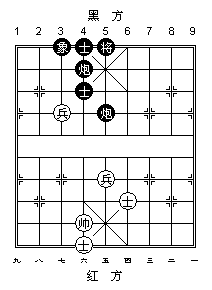 黑 方
1 2 3 4 5 6 7 8 9
象 士 将
炮
士
兵 炮
兵
士
帅
士
九 八 七 六 五 四 三 二 一
红 方